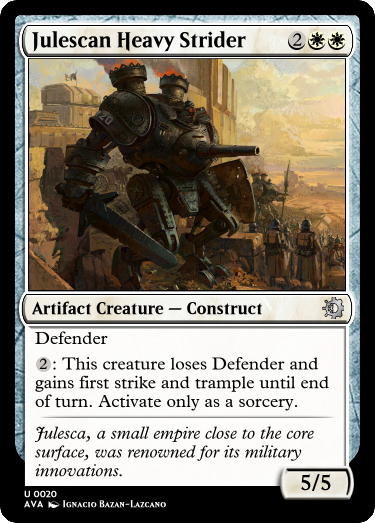 Julescan Heavy Strider 2
20
Artifact Creature — Construct
Defender
2: This creature loses Defender and
gains first strike and trample until end
of turn. Activate only as a sorcery.
Julesca, a small empire close to the core
surface, was renowned for its military
innovations.
5/5
U 0020
AVA Ignacio Bazan-Lazcano